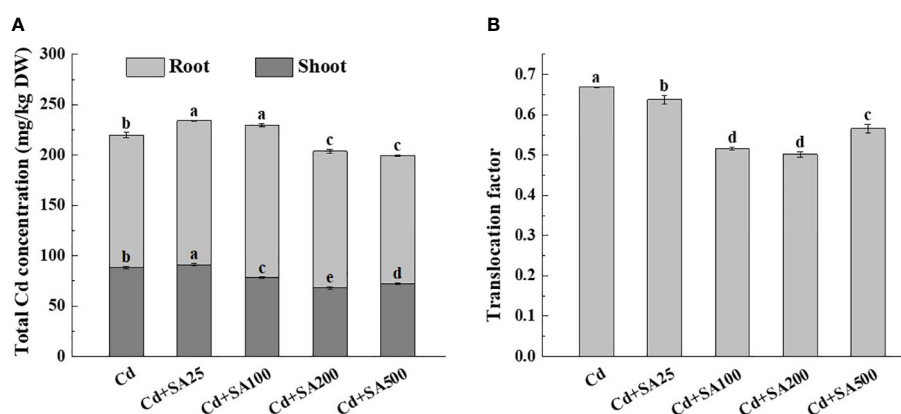 A
Total Cd concentration (mg/kg DW)
300
250
200
150
100
50
0
Root Shoot
b a a c c
b a c e d
Cd Cd+SA25 Cd+SA100 Cd+SA200 Cd+SA500
B
Translocation factor
0.7
0.6
0.5
0.4
0.3
0.2
0.1
0.0
a b d d c
Cd Cd+SA25 Cd+SA100 Cd+SA200 Cd+SA500